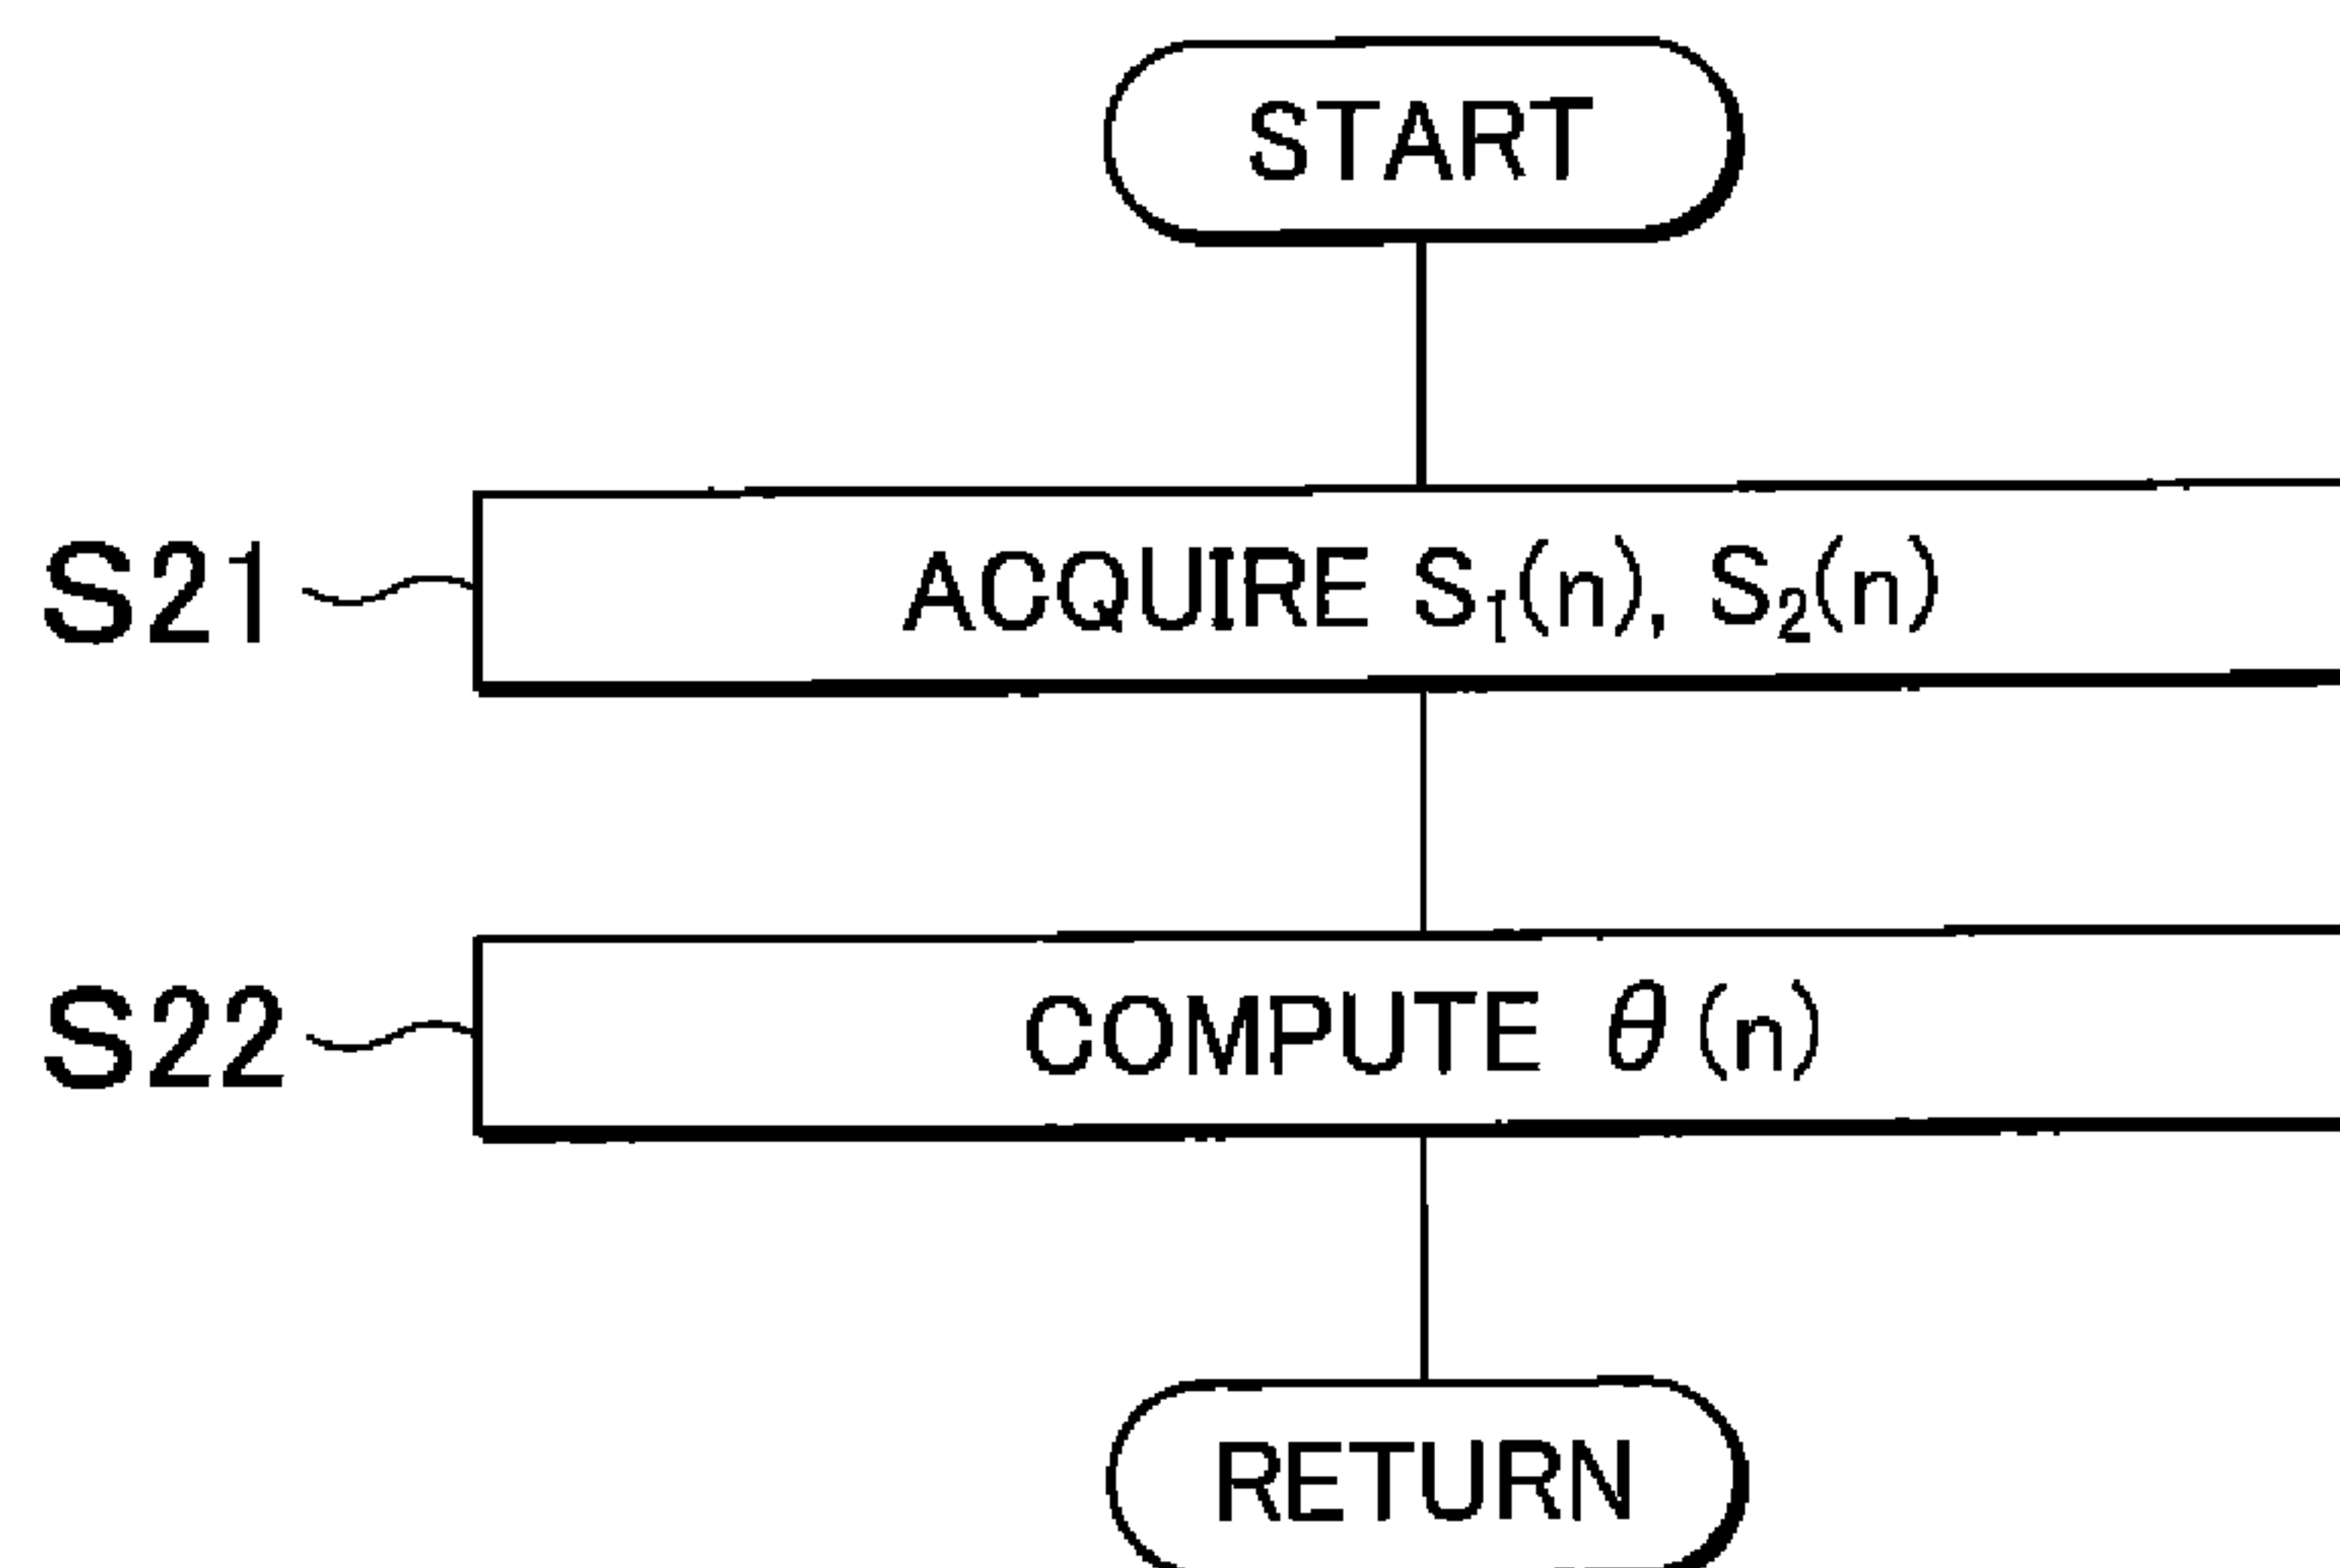 START
S21 ACQUIRE S₁(n), S₂(n)
S22 COMPUTE θ(n)
RETURN